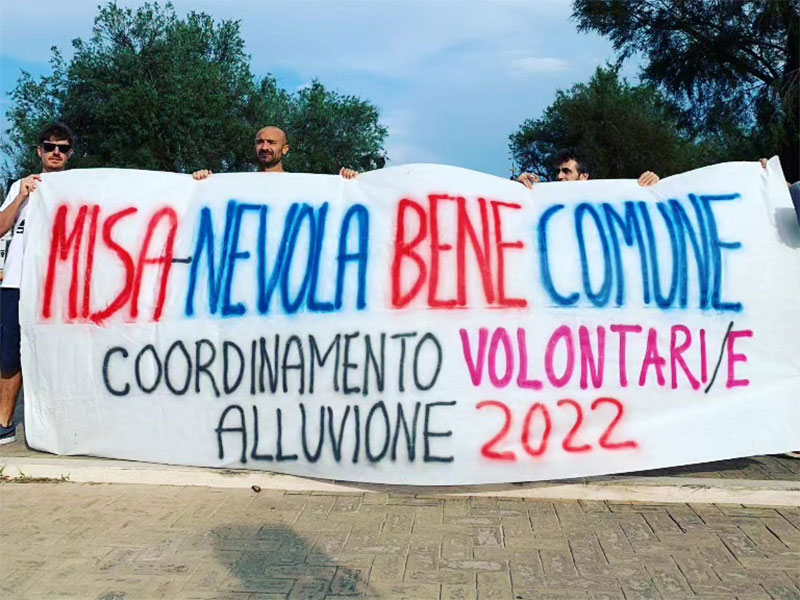 MISA-NEVOLA BENE COMUNE
COORDINAMENTO VOLONTARI/E
ALLUVIONE 2022